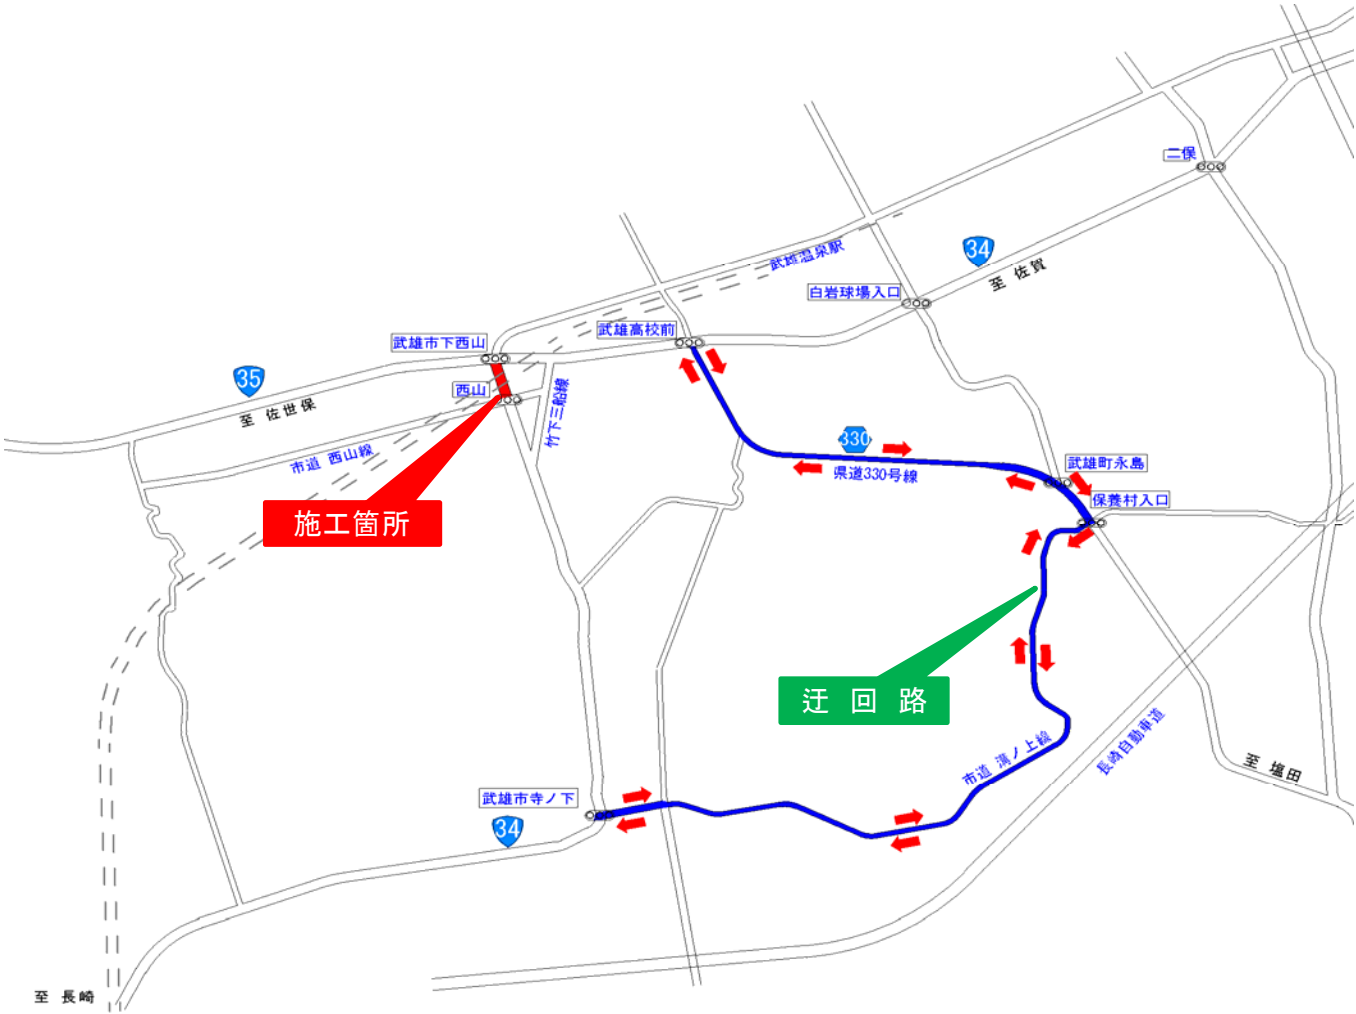 二俣
武雄温泉駅
34
至 佐賀
白岩球場入口
武雄高校前
武雄市下西山
35
至 佐世保
西山
竹下三船線
市道 西山線
330
県道330号線
武雄町永島
保養村入口
施工箇所
迂回路
市道 溝ノ上線
長崎自動車道
至 塩田
武雄市寺ノ下
34
至 長崎